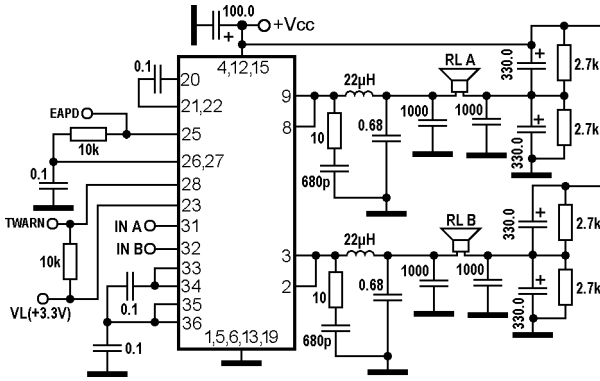 100.0
+Vcc
4,12,15
0.1
20
21,22
EAPD
25
10k
26,27
0.1
28
TWARN
23
IN A
31
IN B
32
10k
33
34
0.1
VL(+3.3V)
35
36
0.1
1,5,6,13,19
9
8
22µH
RL A
10
680p
0.68
1000
1000
330.0
2.7k
330.0
2.7k
3
2
22µH
RL B
10
680p
0.68
1000
1000
330.0
2.7k
330.0
2.7k